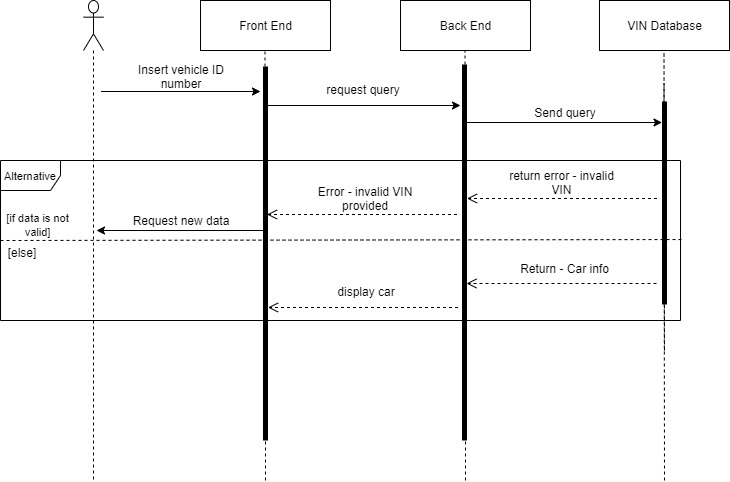 Front End
Back End
VIN Database
Insert vehicle ID
number
request query
Send query
Alternative
return error - invalid
VIN
Error - invalid VIN
provided
[if data is not
valid]
Request new data
[else]
Return - Car info
display car